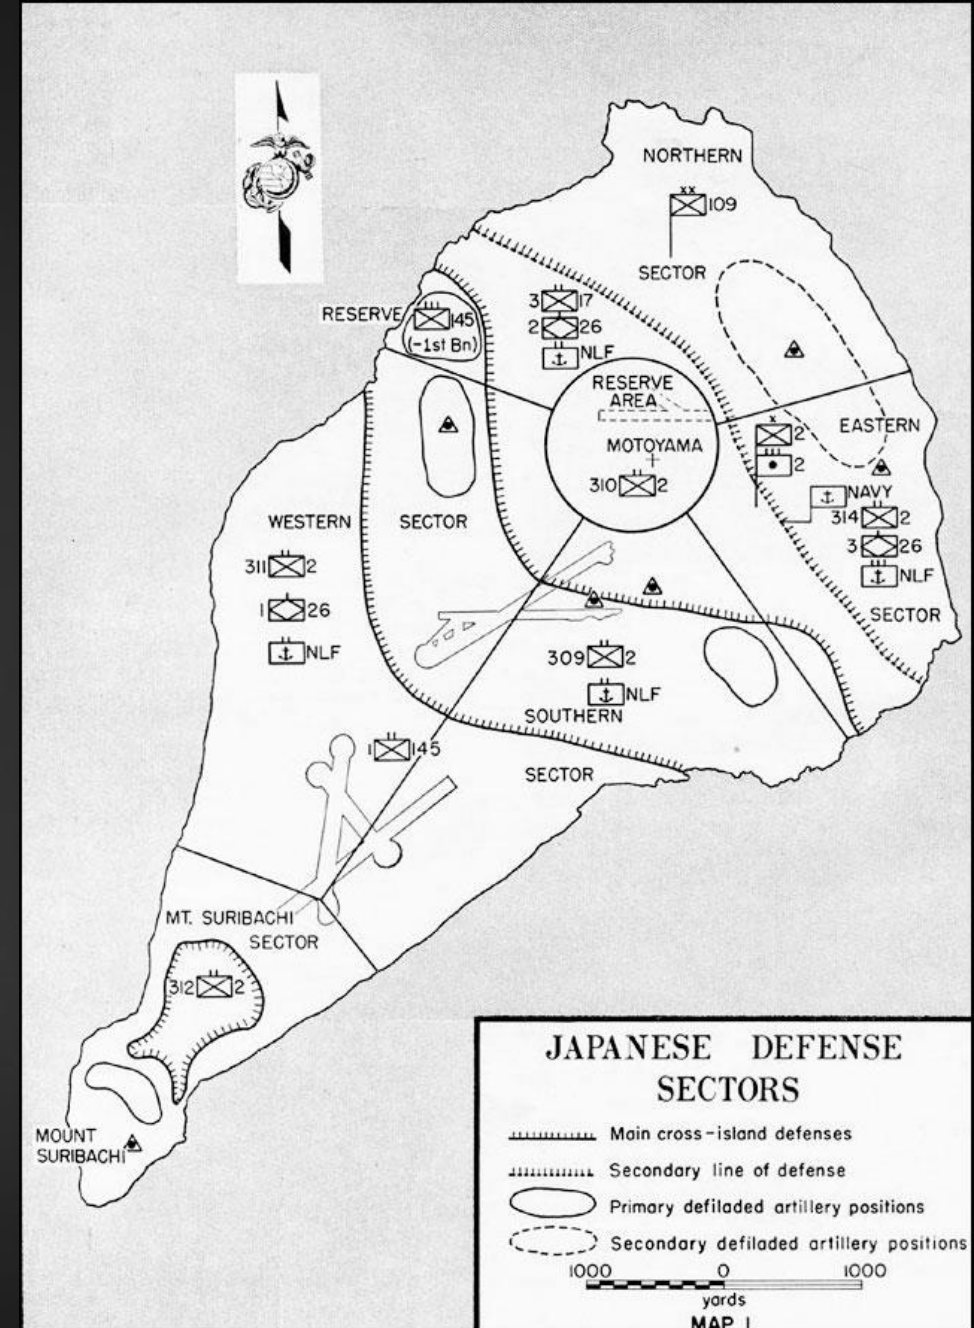 NORTHERN
xx
109
SECTOR
RESERVE
145
(-1st Bn)
3 17
2 26
NLF
RESERVE
AREA
MOTOYAMA
310 2
x
2
2
EASTERN
NAVY
314 2
3 26
NLF
SECTOR
WESTERN
SECTOR
311 2
1 26
NLF
309 2
NLF
SOUTHERN
SECTOR
1 145
MT. SURIBACHI
SECTOR
312 2
MOUNT
SURIBACHI
JAPANESE DEFENSE
SECTORS
Main cross-island defenses
Secondary line of defense
Primary defiladed artillery positions
Secondary defiladed artillery positions
1000 0 1000
yards
MAP I